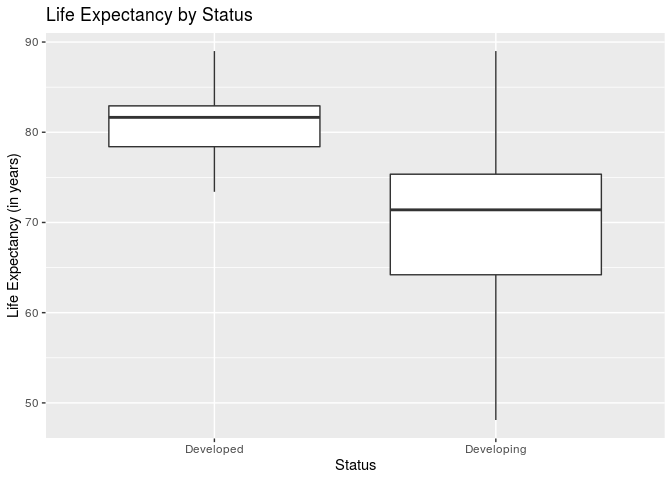 Life Expectancy by Status
90
80
70
60
50
Life Expectancy (in years)
Developed
Developing
Status